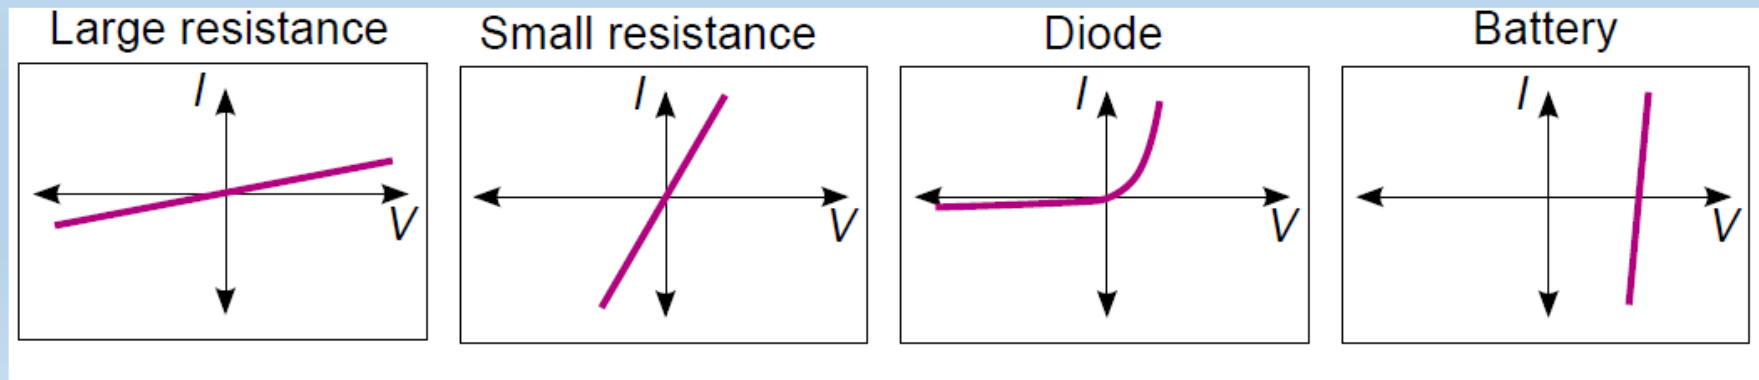 Large resistance
I
V
Small resistance
I
V
Diode
I
V
Battery
I
V